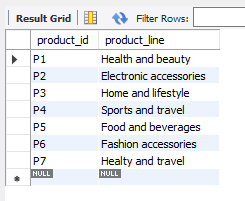 Result Grid Filter Rows:
product_id product_line
P1 Health and beauty
P2 Electronic accessories
P3 Home and lifestyle
P4 Sports and travel
P5 Food and beverages
P6 Fashion accessories
P7 Healty and travel
NULL NULL